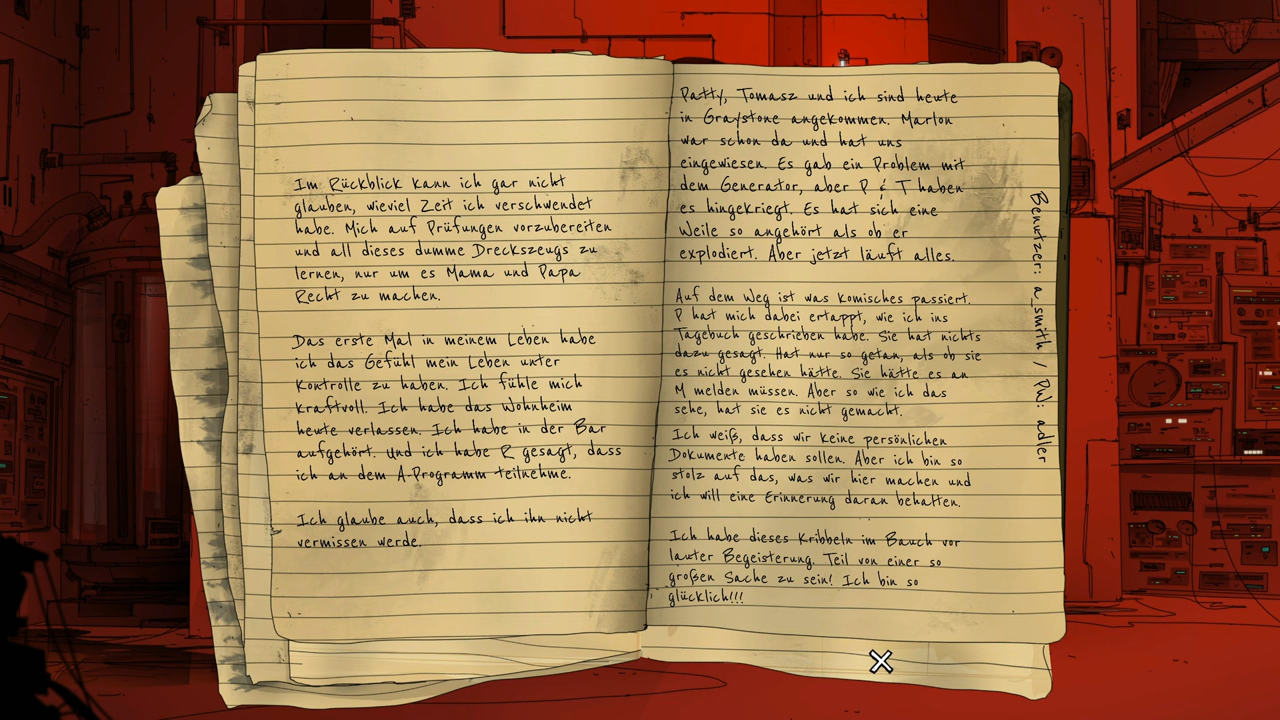 Im Rückblick kann ich gar nicht
glauben, wieviel Zeit ich verschwendet
habe. Mich auf Prüfungen vorzubereiten
und all dieses dumme Dreckszeugs zu
lernen, nur um es Mama und Papa
Recht zu machen.
Das erste Mal in meinem Leben habe
ich das Gefühl mein Leben unter
Kontrolle zu haben. Ich fühle mich
kraftvoll. Ich habe das Wohnheim
heute verlassen. Ich habe in der Bar
aufgehört. Und ich habe R gesagt, dass
ich an dem A-Programm teilnehme.
Ich glaube auch, dass ich ihn nicht
vermissen werde.
Patty, Tomasz und ich sind heute
in Graystone angekommen. Marlon
war schon da und hat uns
eingewiesen. Es gab ein Problem mit
dem Generator, aber P & T haben
es hingekriegt. Es hat sich eine
Weile so angehört als ob er
explodiert. Aber jetzt läuft alles.
Auf dem Weg ist was komisches passiert.
P hat mich dabei ertappt, wie ich ins
Tagebuch geschrieben habe. Sie hat nichts
dazu gesagt. Hat nur so getan, als ob sie
es nicht gesehen hätte. Sie hätte es an
M melden müssen. Aber so wie ich das
sehe, hat sie es nicht gemacht.
Ich weiß, dass wir keine persönlichen
Dokumente haben sollen. Aber ich bin so
stolz auf das, was wir hier machen und
ich will eine Erinnerung daran behalten.
Ich habe dieses Kribbeln im Bauch vor
lauter Begeisterung. Teil von einer so
großen Sache zu sein! Ich bin so
glücklich!!!
Benutzer: a_smith / PW: adler